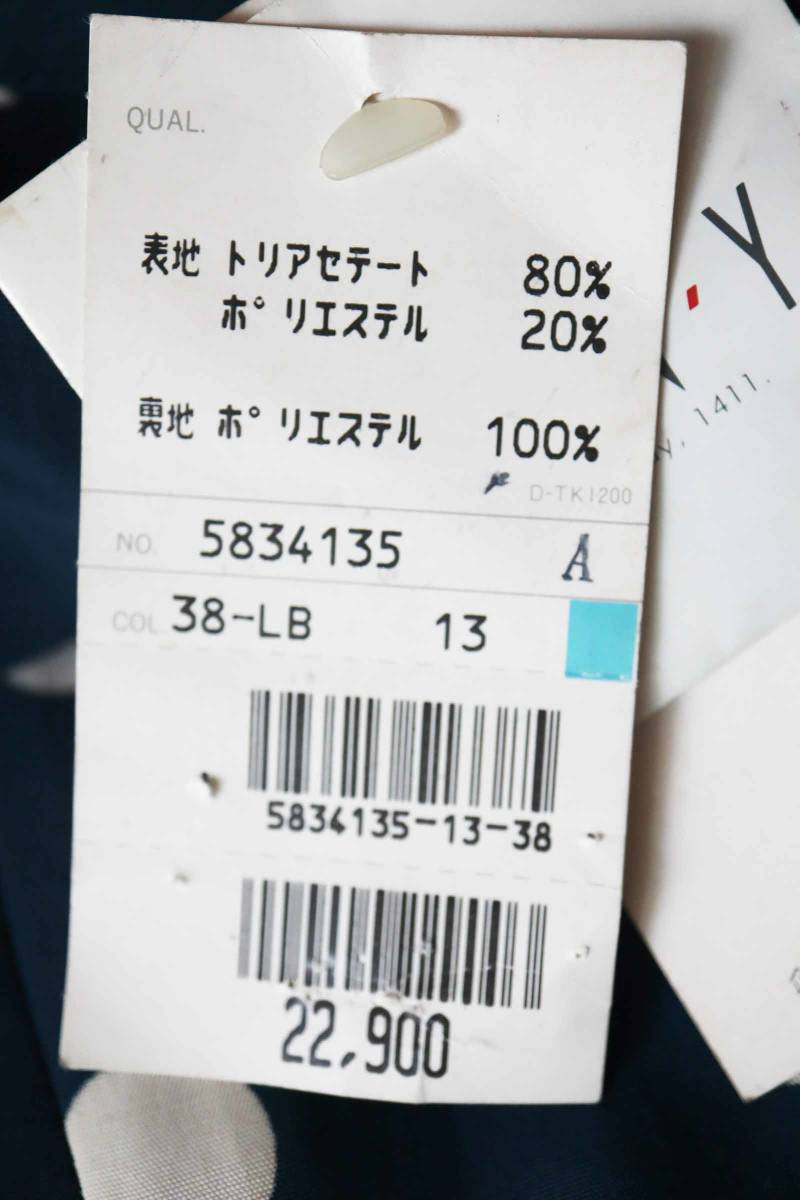 QUAL.
表地 トリアセテート 80%
ポリエステル 20%
裏地 ポリエステル 100%
D-TK1200
NO. 5834135 A
COL 38-LB 13
5834135-13-38
22,900
Y
1411.